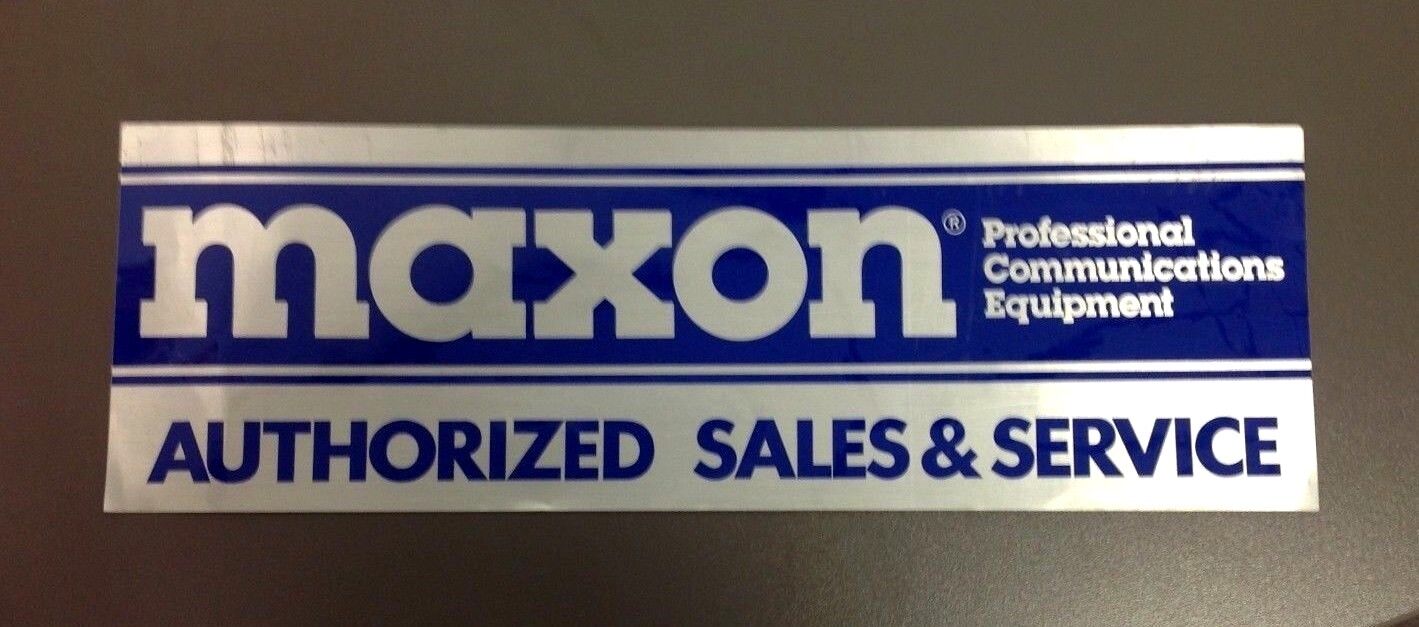 maxon®
Professional
Communications
Equipment
AUTHORIZED SALES & SERVICE